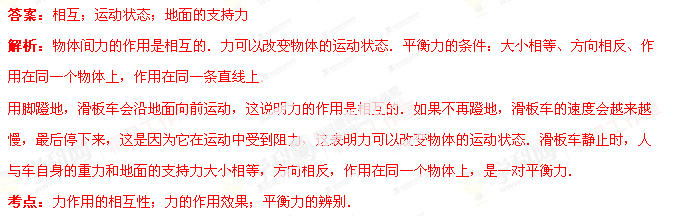 答案：相互；运动状态；地面的支持力
解析：物体间力的作用是相互的．力可以改变物体的运动状态．平衡力的条件：大小相等、方向相反、作
用在同一个物体上，作用在同一条直线上．
用脚蹬地，滑板车会沿地面向前运动，这说明力的作用是相互的．如果不再蹬地，滑板车的速度会越来越
慢，最后停下来，这是因为它在运动中受到阻力，这表明力可以改变物体的运动状态．滑板车静止时，人
与车自身的重力和地面的支持力大小相等，方向相反，作用在同一个物体上，是一对平衡力．
考点：力作用的相互性；力的作用效果；平衡力的辨别．